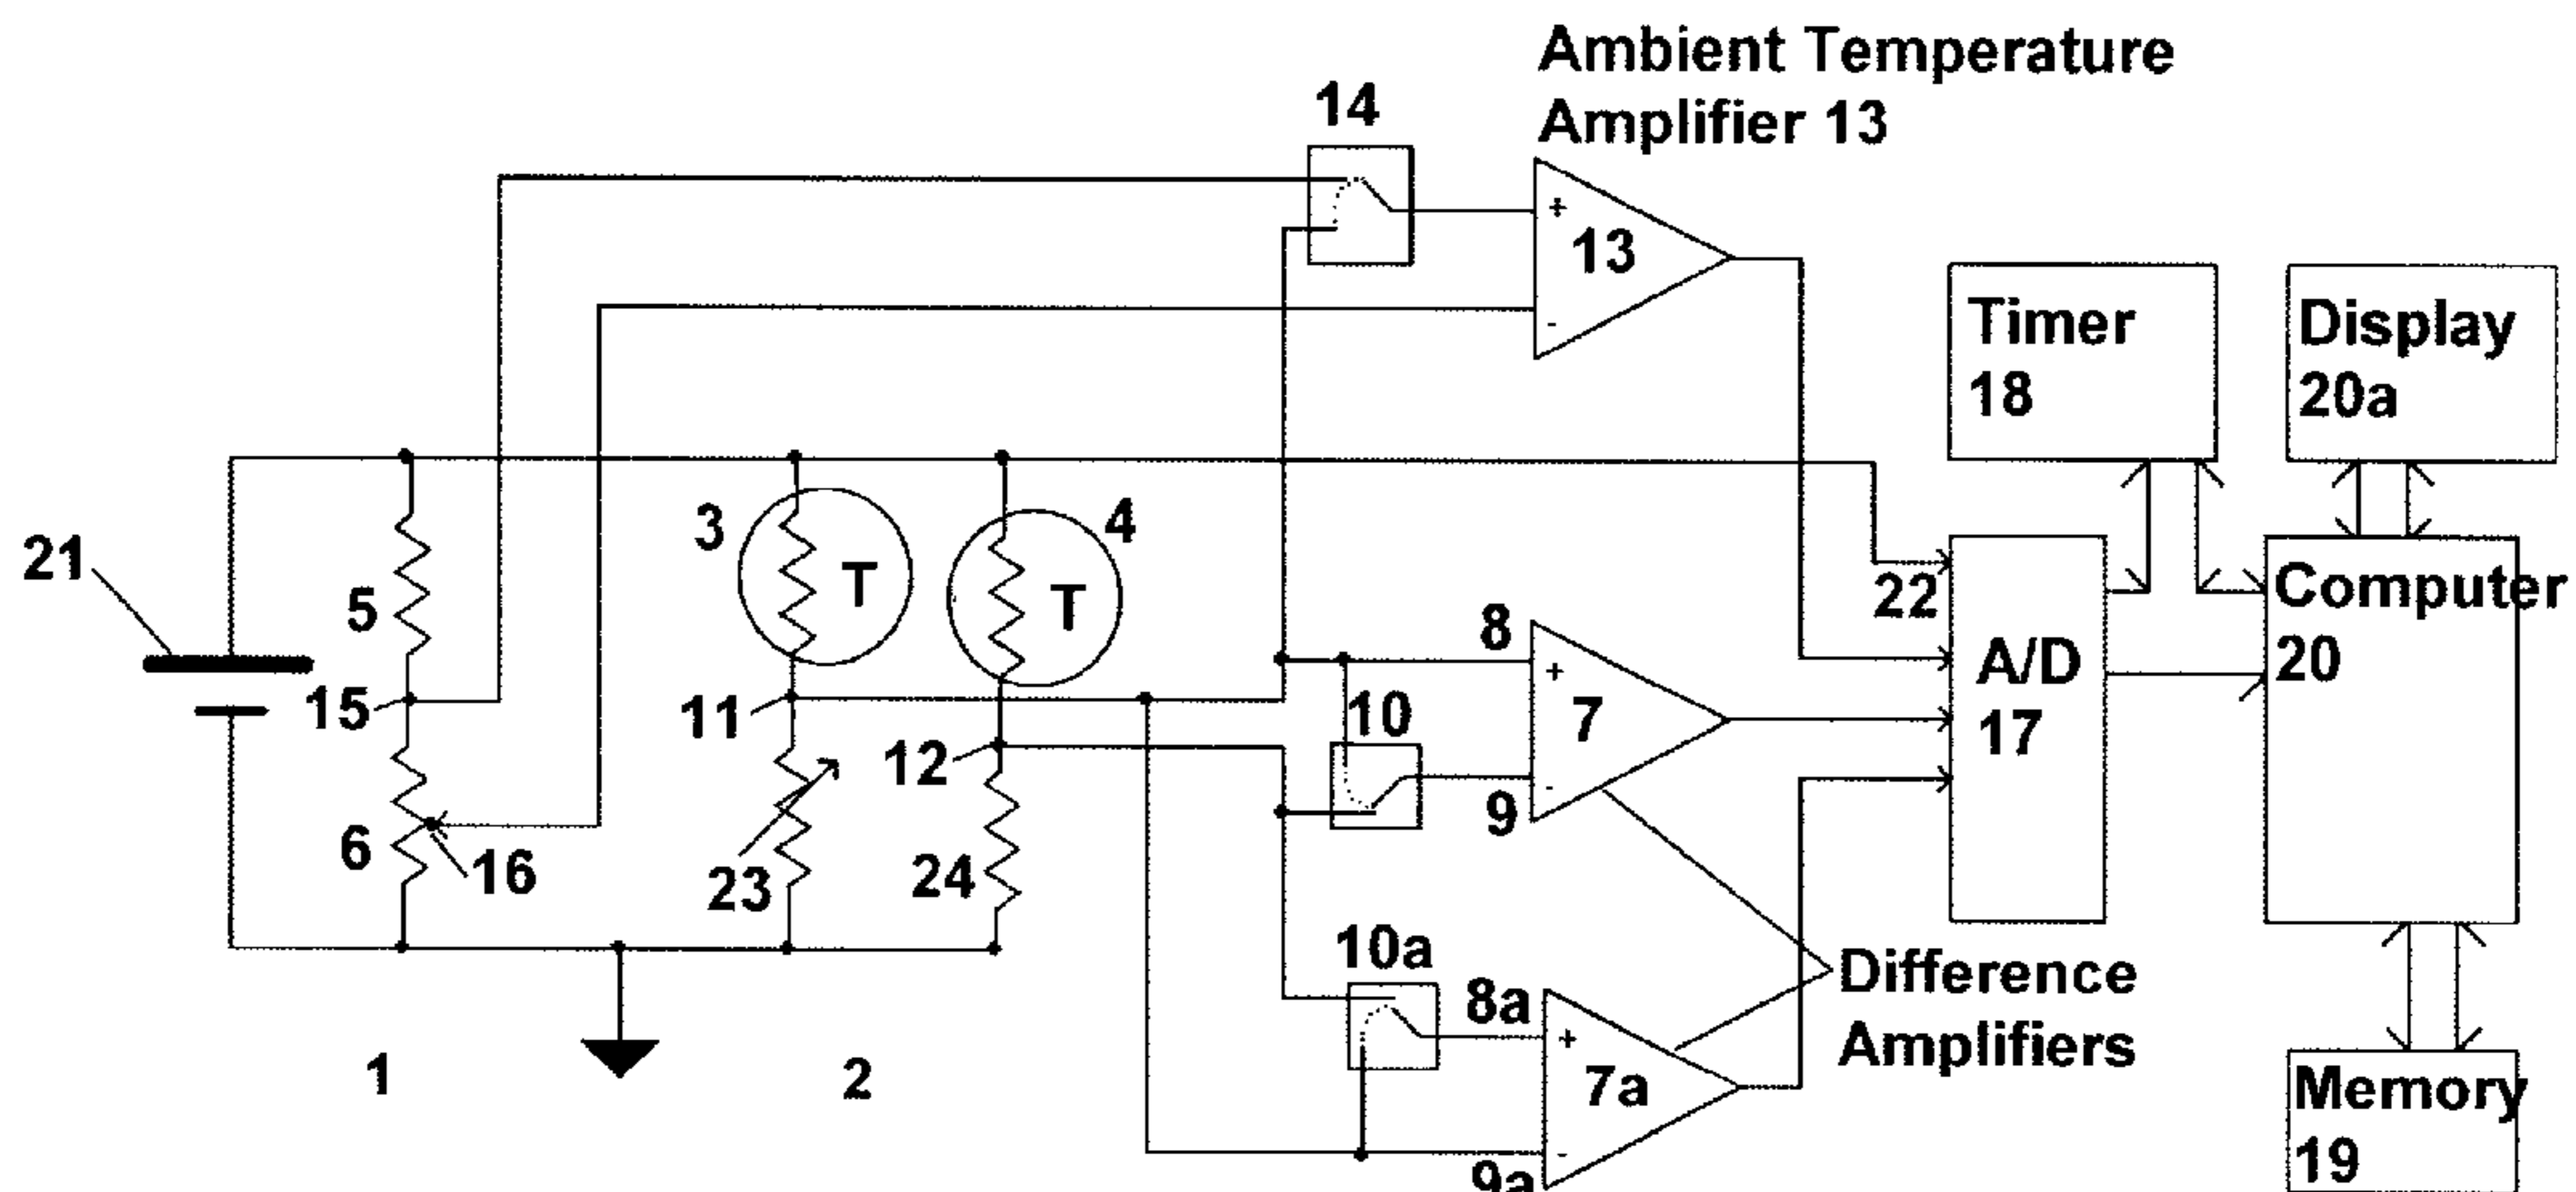 Ambient Temperature
Amplifier 13
14
+
13
-
Timer
18
Display
20a
3
T
4
T
21
5
22
A/D
17
Computer
20
8
+
7
-
9
10
15
11
12
6
16
23
24
10a
8a
+
7a
-
9a
Difference
Amplifiers
Memory
19
1
2